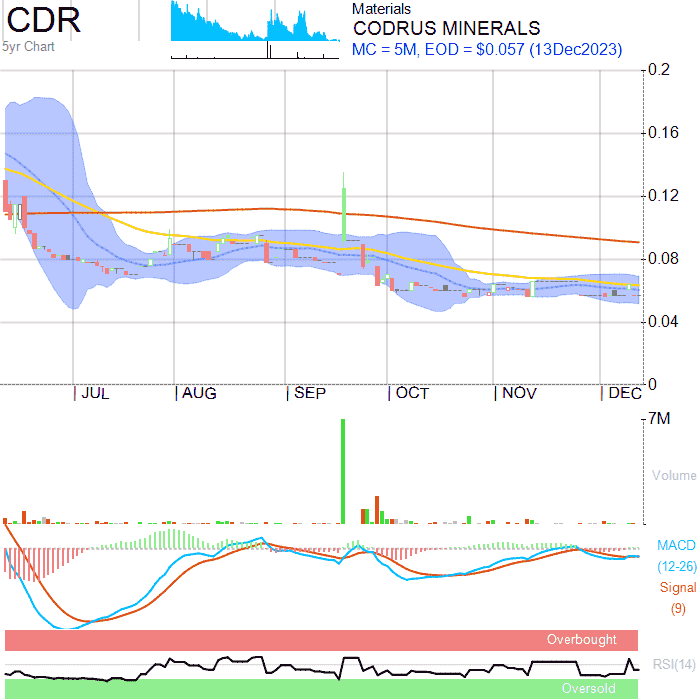 CDR
5yr Chart
Materials
CODRUS MINERALS
MC = 5M, EOD = $0.057 (13Dec2023)
0.2
0.16
0.12
0.08
0.04
0
JUL AUG SEP OCT NOV DEC
7M
Volume
MACD
(12-26)
Signal
(9)
Overbought
RSI(14)
Oversold